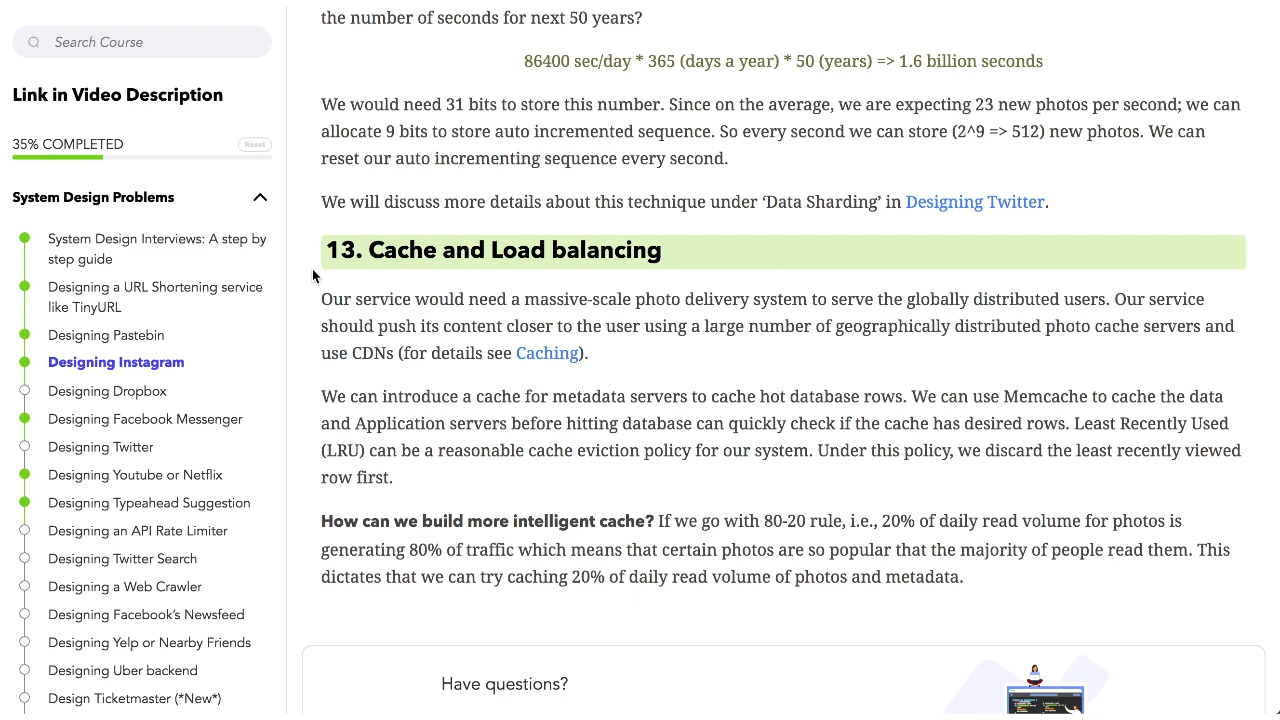 Search Course
Link in Video Description
35% COMPLETED
Reset
System Design Problems
System Design Interviews: A step by
step guide
Designing a URL Shortening service
like TinyURL
Designing Pastebin
Designing Instagram
Designing Dropbox
Designing Facebook Messenger
Designing Twitter
Designing Youtube or Netflix
Designing Typeahead Suggestion
Designing an API Rate Limiter
Designing Twitter Search
Designing a Web Crawler
Designing Facebook’s Newsfeed
Designing Yelp or Nearby Friends
Designing Uber backend
Design Ticketmaster (*New*)
the number of seconds for next 50 years?
86400 sec/day * 365 (days a year) * 50 (years) => 1.6 billion seconds
We would need 31 bits to store this number. Since on the average, we are expecting 23 new photos per second; we can
allocate 9 bits to store auto incremented sequence. So every second we can store (2^9 => 512) new photos. We can
reset our auto incrementing sequence every second.
We will discuss more details about this technique under ‘Data Sharding’ in Designing Twitter.
13. Cache and Load balancing
Our service would need a massive-scale photo delivery system to serve the globally distributed users. Our service
should push its content closer to the user using a large number of geographically distributed photo cache servers and
use CDNs (for details see Caching).
We can introduce a cache for metadata servers to cache hot database rows. We can use Memcache to cache the data
and Application servers before hitting database can quickly check if the cache has desired rows. Least Recently Used
(LRU) can be a reasonable cache eviction policy for our system. Under this policy, we discard the least recently viewed
row first.
How can we build more intelligent cache? If we go with 80-20 rule, i.e., 20% of daily read volume for photos is
generating 80% of traffic which means that certain photos are so popular that the majority of people read them. This
dictates that we can try caching 20% of daily read volume of photos and metadata.
Have questions?